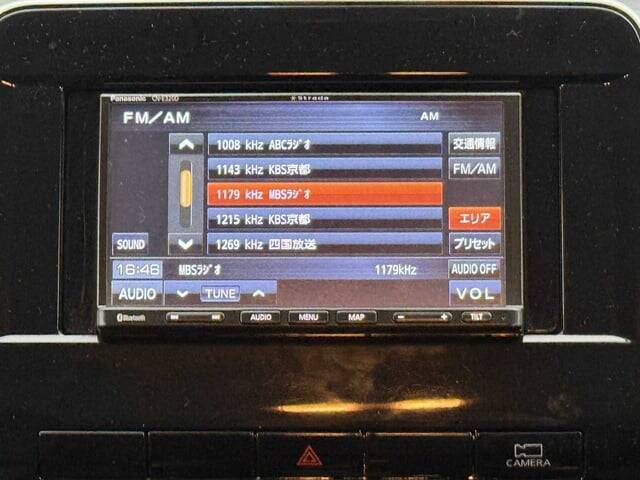 Panasonic CN-E320D Strada
FM/AM AM
1008 kHz ABCﾗｼﾞｵ 交通情報
1143 kHz KBS京都 FM/AM
1179 kHz MBSﾗｼﾞｵ
1215 kHz KBS京都 エリア
SOUND 1269 kHz 四国放送 プリセット
16:46 MBSﾗｼﾞｵ 1179kHz AUDIO OFF
AUDIO TUNE VOL
Bluetooth AUDIO MENU MAP − + TILT
CAMERA